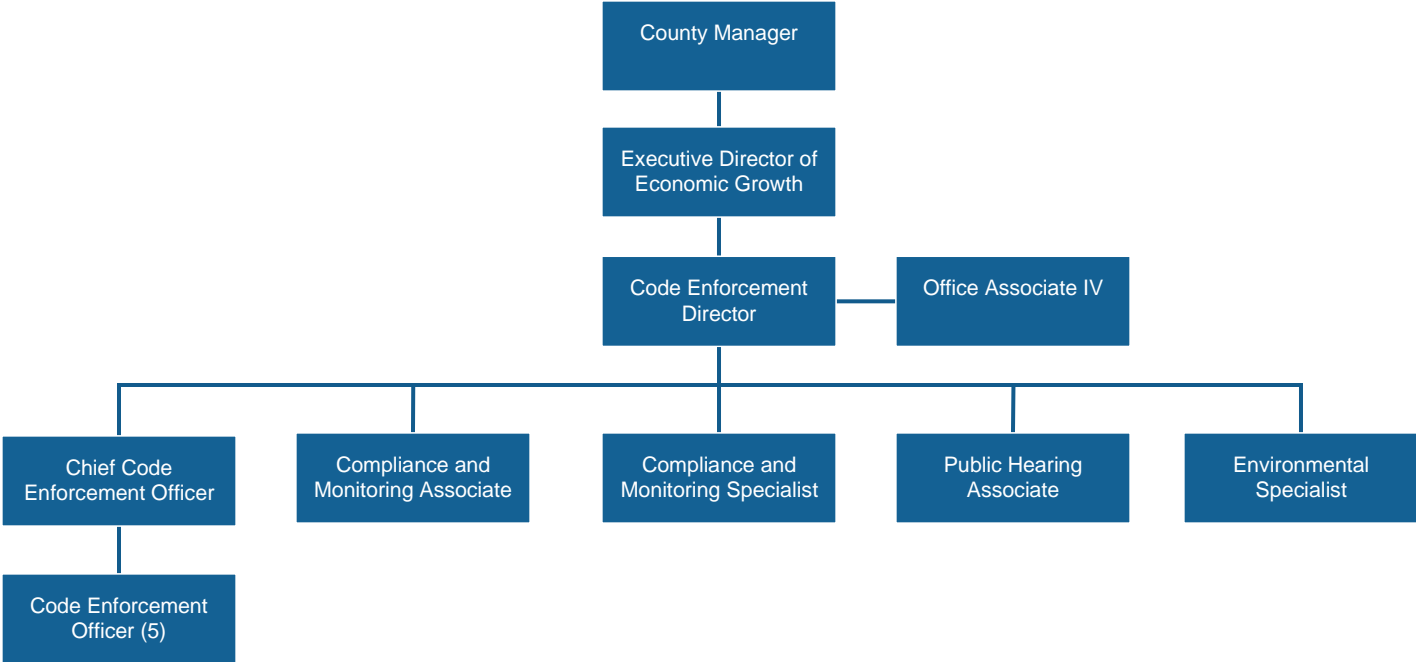 County Manager
Executive Director of
Economic Growth
Code Enforcement
Director
Office Associate IV
Chief Code
Enforcement Officer
Compliance and
Monitoring Associate
Compliance and
Monitoring Specialist
Public Hearing
Associate
Environmental
Specialist
Code Enforcement
Officer (5)